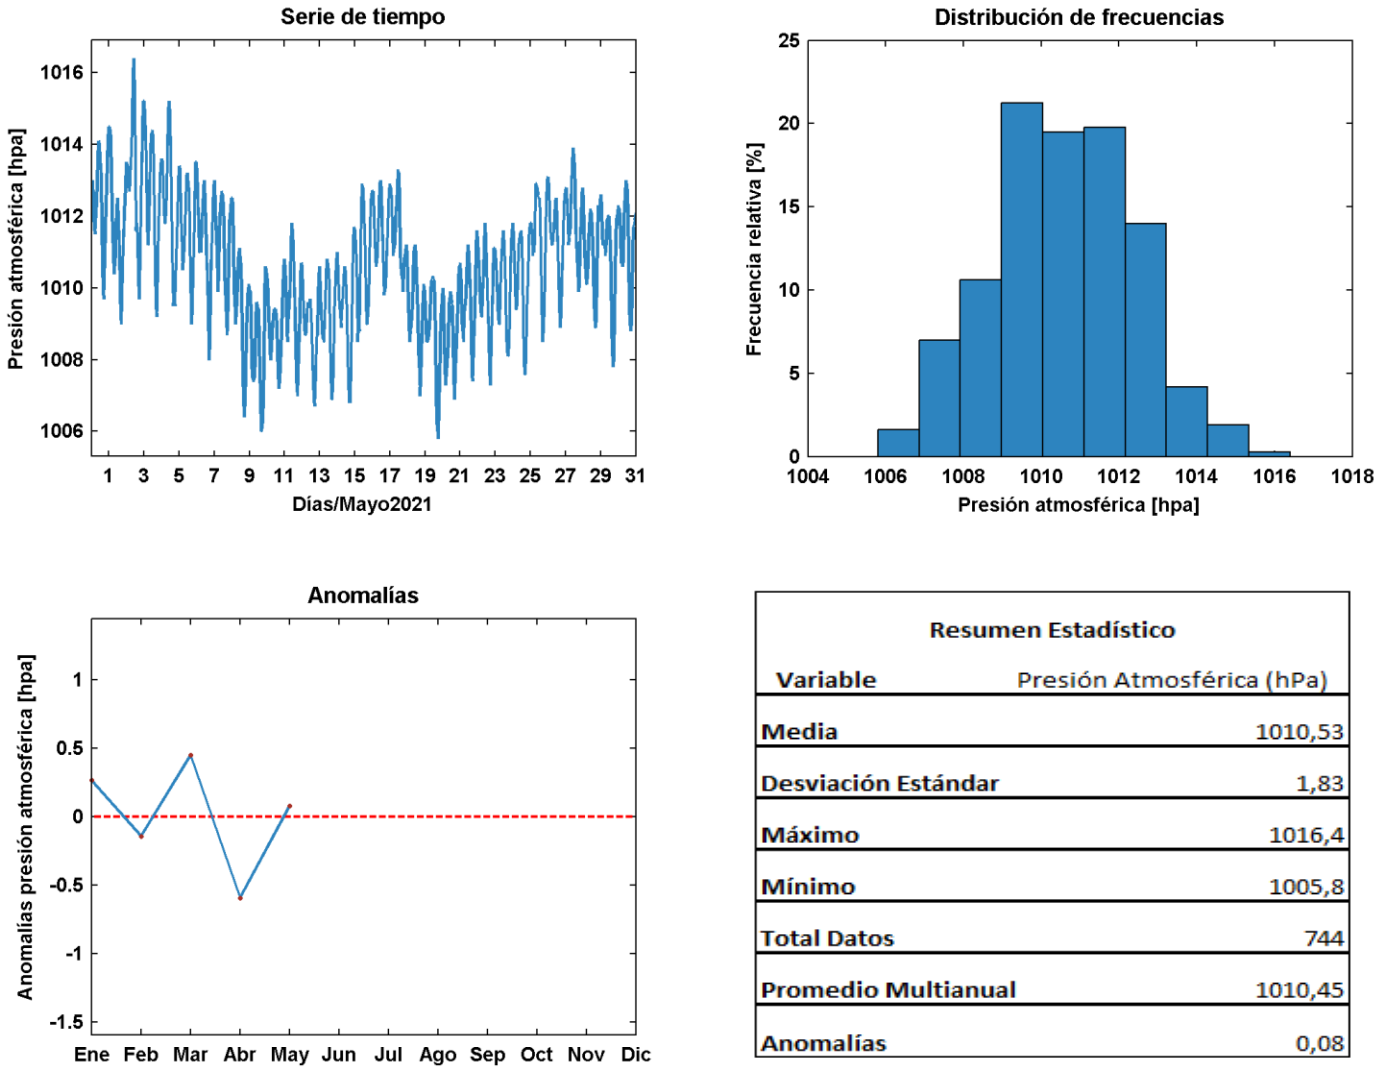 Serie de tiempo
1016
1014
1012
1010
1008
1006
Presión atmosférica [hpa]
1 3 5 7 9 11 13 15 17 19 21 23 25 27 29 31
Días/Mayo2021
Distribución de frecuencias
25
20
15
10
5
0
Frecuencia relativa [%]
1004 1006 1008 1010 1012 1014 1016 1018
Presión atmosférica [hpa]
Anomalías
1
0.5
0
-0.5
-1
-1.5
Anomalías presión atmosférica [hpa]
Ene Feb Mar Abr May Jun Jul Ago Sep Oct Nov Dic
Resumen Estadístico
Variable Presión Atmosférica (hPa)
Media 1010,53
Desviación Estándar 1,83
Máximo 1016,4
Mínimo 1005,8
Total Datos 744
Promedio Multianual 1010,45
Anomalías 0,08